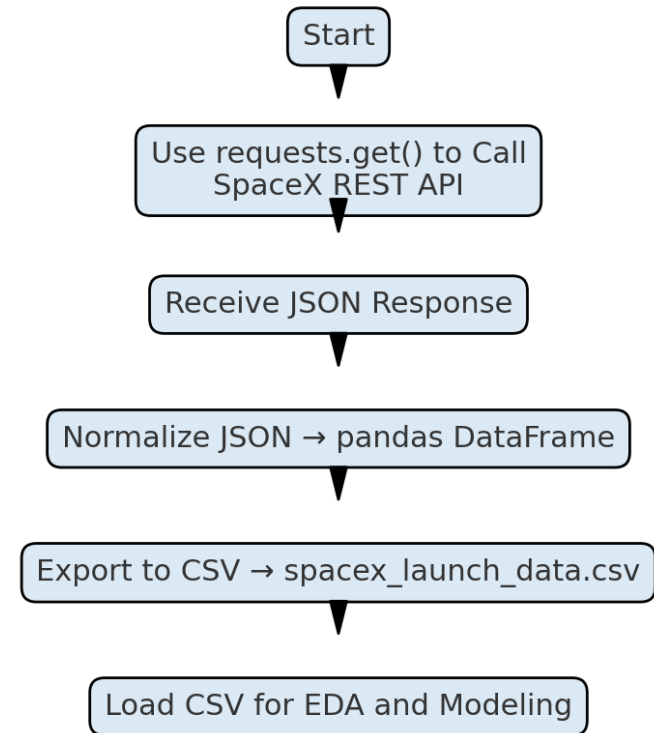 Start
Use requests.get() to Call
SpaceX REST API
Receive JSON Response
Normalize JSON → pandas DataFrame
Export to CSV → spacex_launch_data.csv
Load CSV for EDA and Modeling